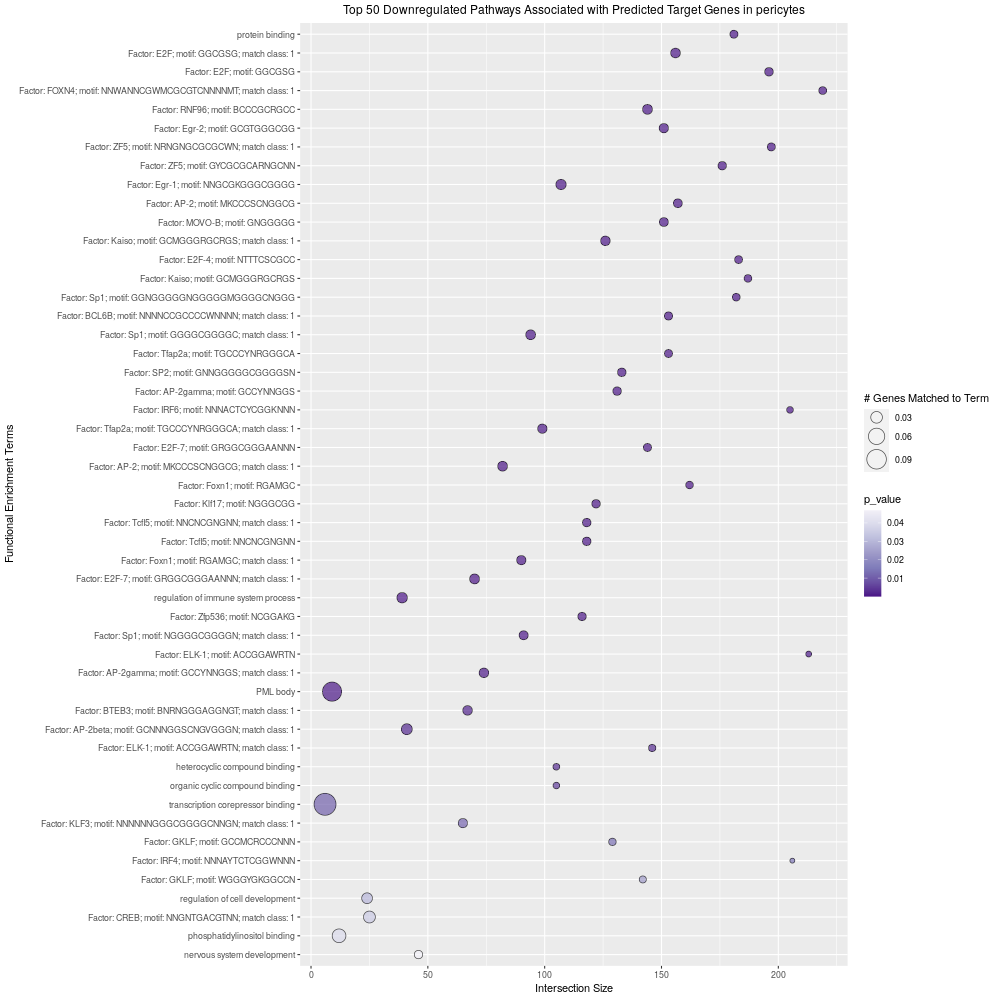 Top 50 Downregulated Pathways Associated with Predicted Target Genes in pericytes
Functional Enrichment Terms
protein binding
Factor: E2F; motif: GGCGSG; match class: 1
Factor: E2F; motif: GGCGSG
Factor: FOXN4; motif: NNWANNCGWMCGCGTCNNNNMT; match class: 1
Factor: RNF96; motif: BCCCGCRGCC
Factor: Egr-2; motif: GCGTGGGCGG
Factor: ZF5; motif: NRNGNGCGCGCWN; match class: 1
Factor: ZF5; motif: GYCGCGCARNGCNN
Factor: Egr-1; motif: NNGCGKGGGCGGGG
Factor: AP-2; motif: MKCCCSCNGGCG
Factor: MOVO-B; motif: GNGGGGG
Factor: Kaiso; motif: GCMGGGRGCRGS; match class: 1
Factor: E2F-4; motif: NTTTCSCGCC
Factor: Kaiso; motif: GCMGGGRGCRGS
Factor: Sp1; motif: GGNGGGGGNGGGGGMGGGGCNGGG
Factor: BCL6B; motif: NNNNCCGCCCCWNNNN; match class: 1
Factor: Sp1; motif: GGGGCGGGGC; match class: 1
Factor: Tfap2a; motif: TGCCCYNRGGGCA
Factor: SP2; motif: GNNGGGGGCGGGGSN
Factor: AP-2gamma; motif: GCCYNNGGS
Factor: IRF6; motif: NNNACTCYCGGKNNN
Factor: Tfap2a; motif: TGCCCYNRGGGCA; match class: 1
Factor: E2F-7; motif: GRGGCGGGAANNN
Factor: AP-2; motif: MKCCCSCNGGCG; match class: 1
Factor: Foxn1; motif: RGAMGC
Factor: Klf17; motif: NGGGCGG
Factor: Tcfl5; motif: NNCNCGNGNN; match class: 1
Factor: Tcfl5; motif: NNCNCGNGNN
Factor: Foxn1; motif: RGAMGC; match class: 1
Factor: E2F-7; motif: GRGGCGGGAANNN; match class: 1
regulation of immune system process
Factor: Zfp536; motif: NCGGAKG
Factor: Sp1; motif: NGGGGCGGGGN; match class: 1
Factor: ELK-1; motif: ACCGGAWRTN
Factor: AP-2gamma; motif: GCCYNNGGS; match class: 1
PML body
Factor: BTEB3; motif: BNRNGGGAGGNGT; match class: 1
Factor: AP-2beta; motif: GCNNNGGSCNGVGGGN; match class: 1
Factor: ELK-1; motif: ACCGGAWRTN; match class: 1
heterocyclic compound binding
organic cyclic compound binding
transcription corepressor binding
Factor: KLF3; motif: NNNNNNGGGCGGGGCNNGN; match class: 1
Factor: GKLF; motif: GCCMCRCCCNNN
Factor: IRF4; motif: NNNAYTCTCGGWNNN
Factor: GKLF; motif: WGGGYGKGGCCN
regulation of cell development
Factor: CREB; motif: NNGNTGACGTNN; match class: 1
phosphatidylinositol binding
nervous system development
0 50 100 150 200
Intersection Size
# Genes Matched to Term
0.03
0.06
0.09
p_value
0.04
0.03
0.02
0.01